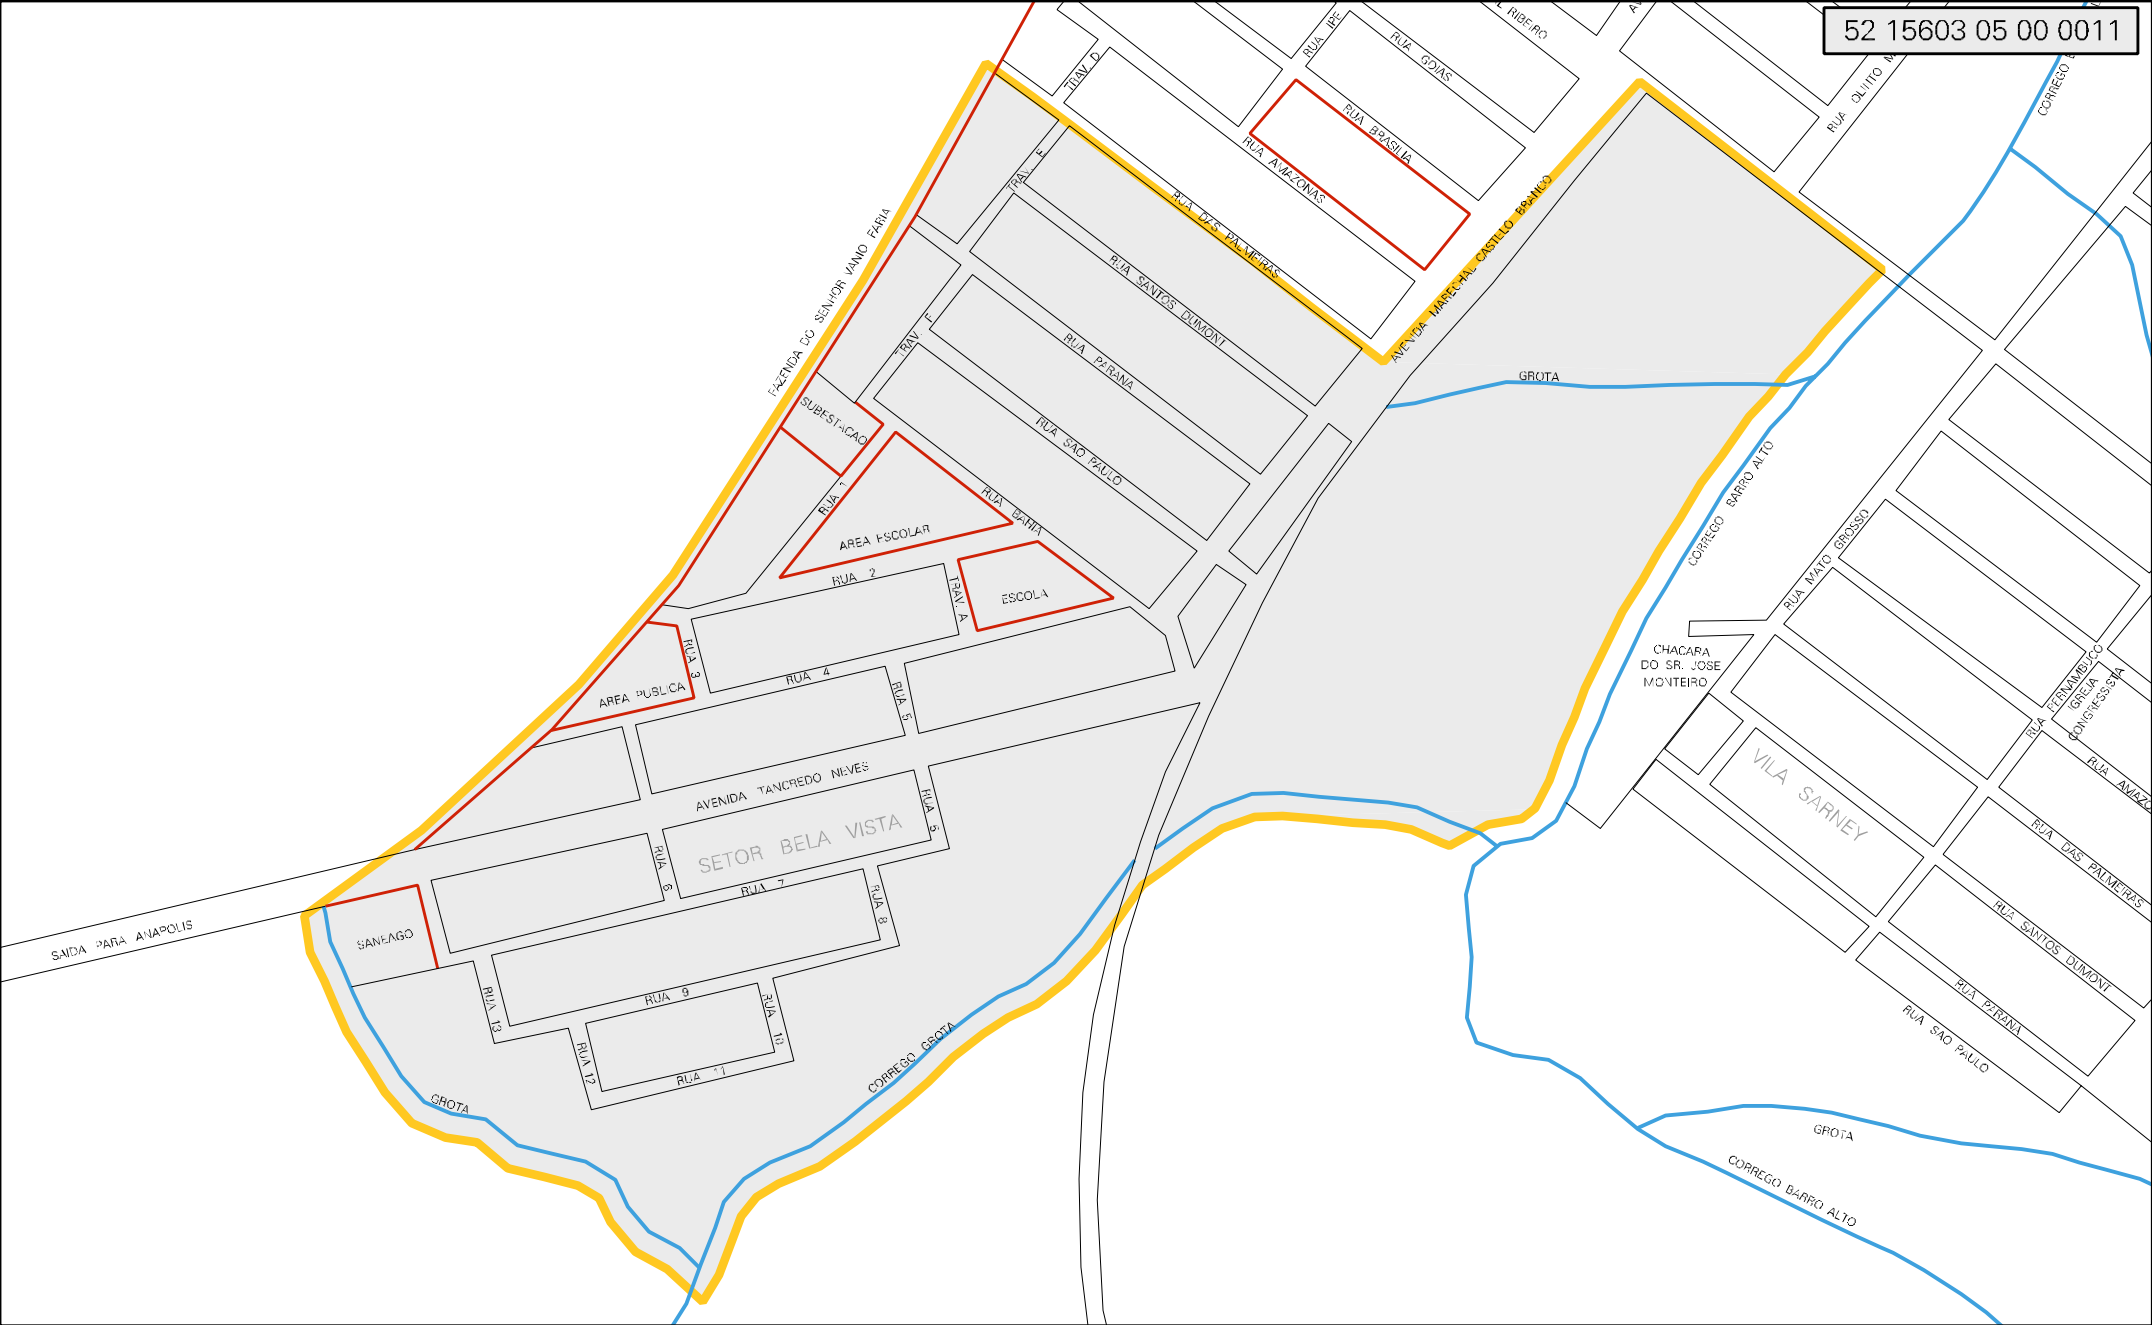 52 15603 05 00 0011
RUA IPE
RIBEIRO
RUA GOIAS
TRAV. D
RUA BRASILIA
RUA OLINTO
CORREGO
RUA AMAZONAS
TRAV. E
RUA DAS PALMEIRAS
AVENIDA MARECHAL CASTELO BRANCO
FAZENDA DO SENHOR VANIO FARIA
RUA SANTOS DUMONT
TRAV. F
RUA PARANA
GROTA
SUBESTACAO
RUA SAO PAULO
CORREGO BARRO ALTO
RUA 1
RUA BAHIA
AREA ESCOLAR
RUA MATO GROSSO
RUA 2
TRAV. A
ESCOLA
RUA 3
CHACARA
DO SR. JOSE
MONTEIRO
AREA PUBLICA
RUA 4
RUA 5
RUA PERNAMBUCO
IGREJA
CONGRESSISTA
AVENIDA TANCREDO NEVES
RUA 5
VILA SARNEY
RUA AMAZO
SETOR BELA VISTA
RUA 6
RUA 7
RUA DAS PALMEIRAS
RUA 8
SAIDA PARA ANAPOLIS
SANEAGO
RUA SANTOS DUMONT
RUA 9
RUA 13
RUA 10
RUA PARANA
RUA SAO PAULO
RUA 12
RUA 11
CORREGO GROTA
GROTA
GROTA
CORREGO BARRO ALTO